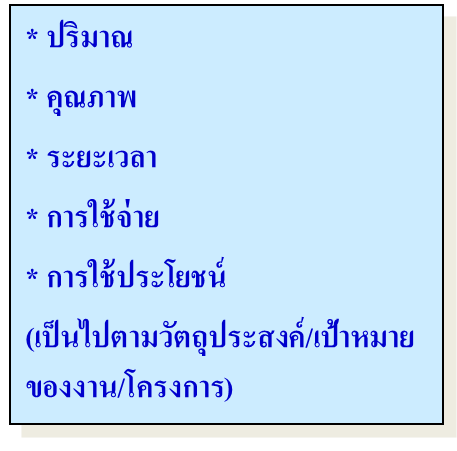 * ปริมาณ
* คุณภาพ
* ระยะเวลา
* การใช้จ่าย
* การใช้ประโยชน์
(เป็นไปตามวัตถุประสงค์/เป้าหมาย
ของงาน/โครงการ)